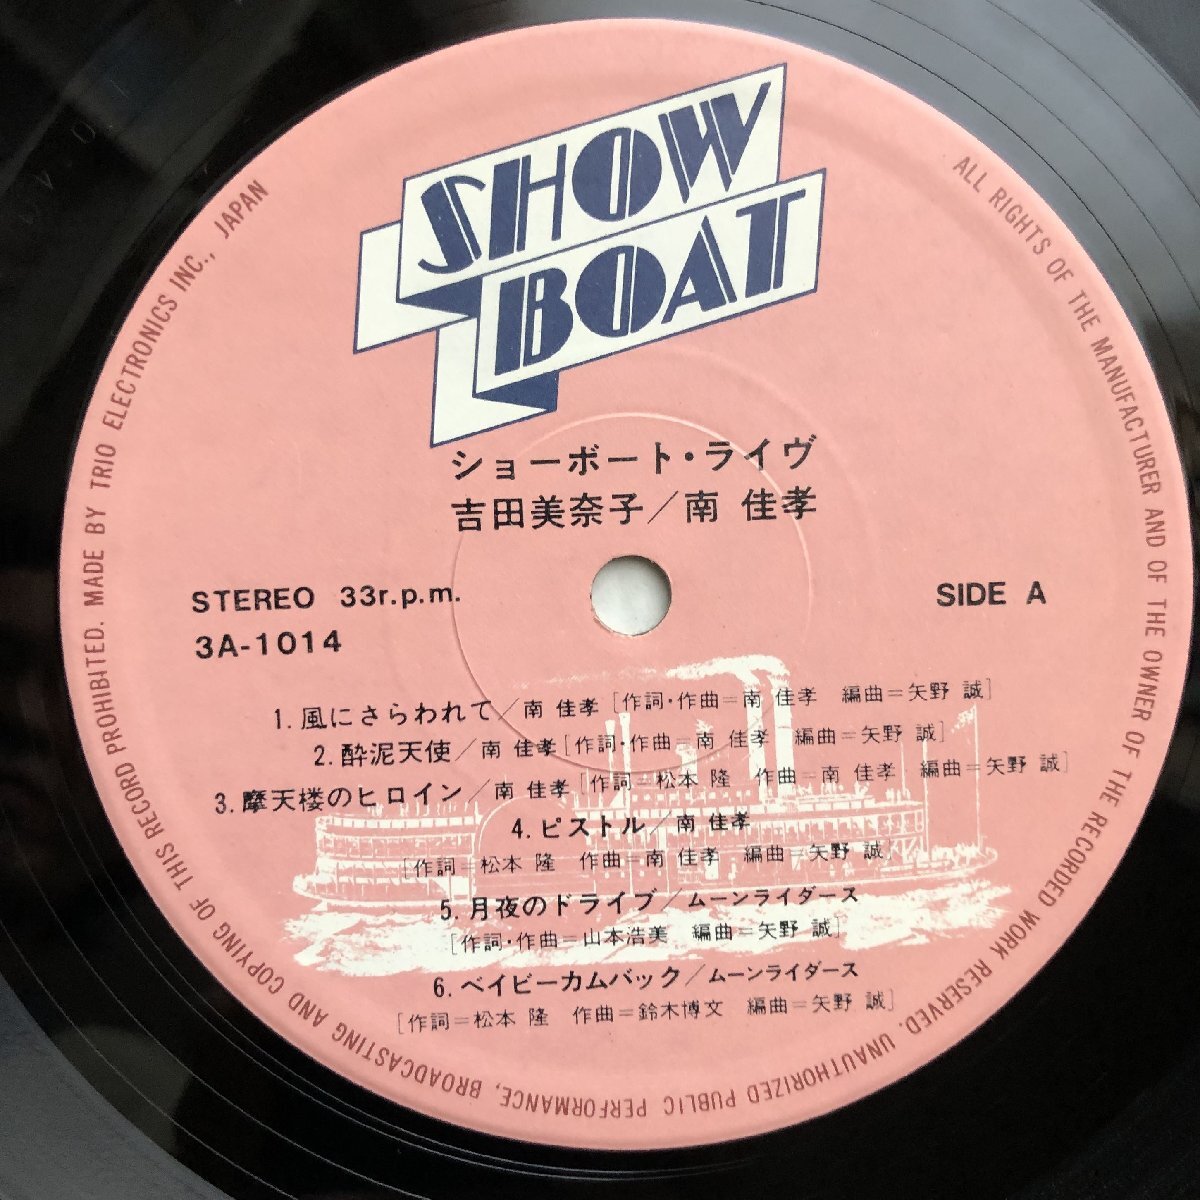 SHOW
BOAT
ショーボート・ライヴ
吉田美奈子／南 佳孝
STEREO 33r.p.m.
3A-1014
SIDE A
1. 風にさらわれて／南 佳孝 [作詞・作曲＝南 佳孝 編曲＝矢野 誠]
2. 酔泥天使／南 佳孝 [作詞・作曲＝南 佳孝 編曲＝矢野 誠]
3. 摩天楼のヒロイン／南 佳孝 [作詞＝松本 隆 作曲＝南 佳孝 編曲＝矢野 誠]
4. ピストル／南 佳孝
[作詞＝松本 隆 作曲＝南 佳孝 編曲＝矢野 誠]
5. 月夜のドライブ／ムーンライダース
[作詞・作曲＝山本浩美 編曲＝矢野 誠]
6. ベイビーカムバック／ムーンライダース
[作詞＝松本 隆 作曲＝鈴木博文 編曲＝矢野 誠]
ALL RIGHTS OF THE MANUFACTURER AND OF THE OWNER OF THE RECORDED WORK RESERVED. UNAUTHORIZED PUBLIC PERFORMANCE, BROADCASTING AND COPYING OF THIS RECORD PROHIBITED. MADE BY TRIO ELECTRONICS INC., JAPAN